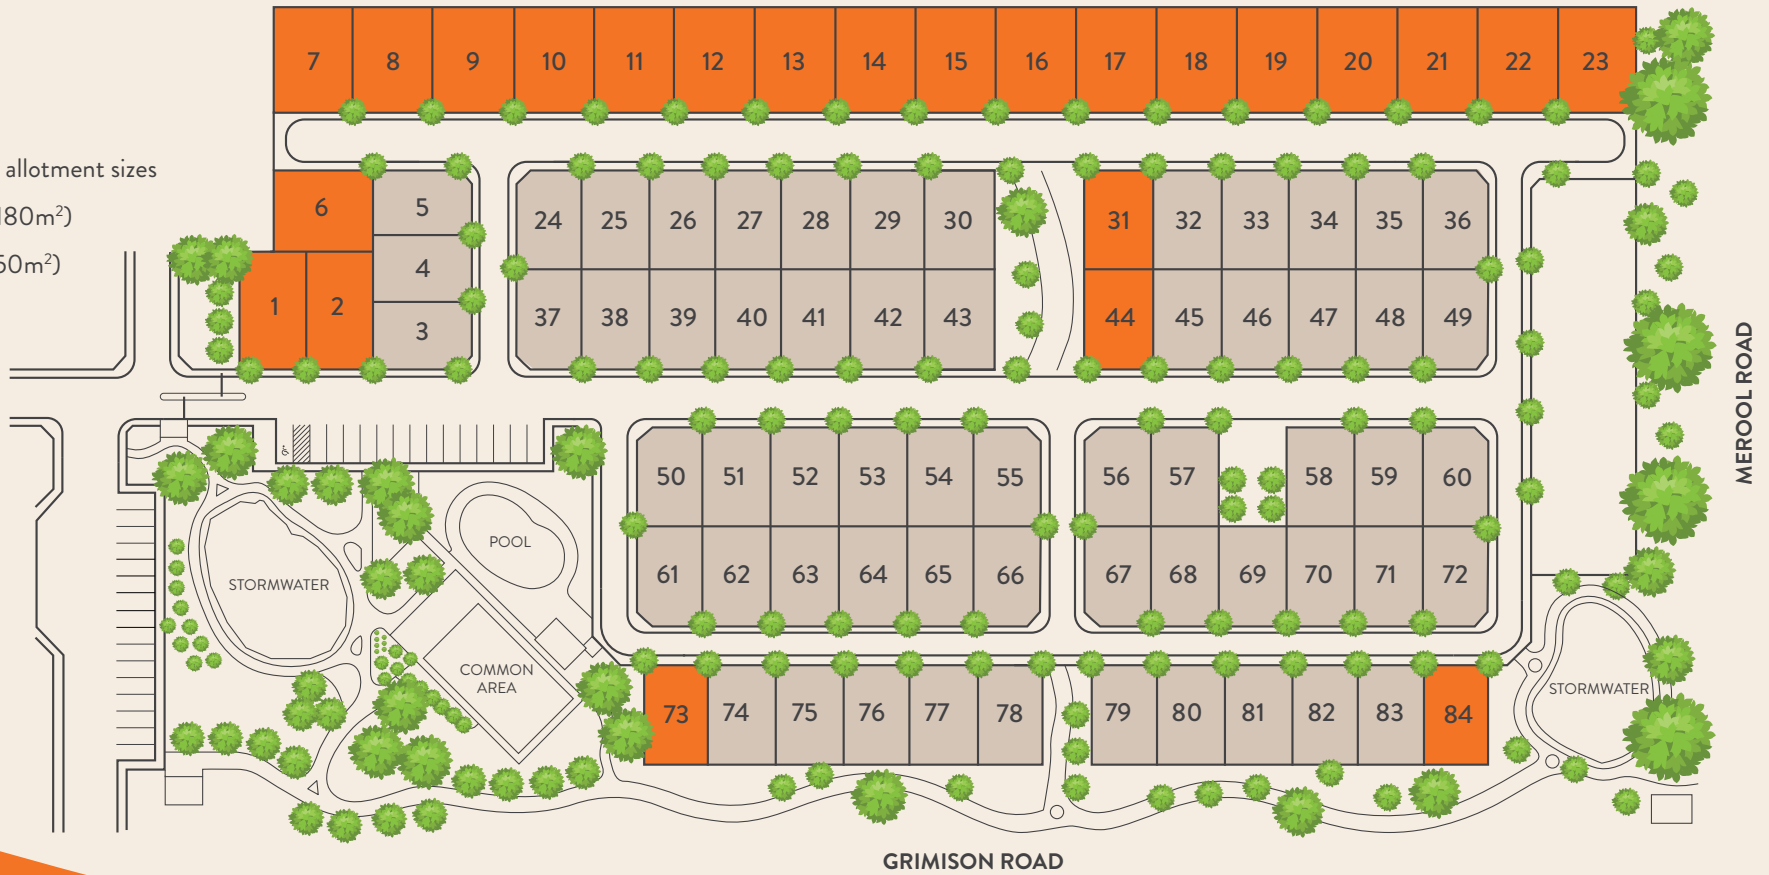 7 8 9 10 11 12 13 14 15 16 17 18 19 20 21 22 23
allotment sizes
180m²)
50m²)
6 5
4
1 2 3
24 25 26 27 28 29 30
31 32 33 34 35 36
37 38 39 40 41 42 43
44 45 46 47 48 49
MEROOL ROAD
50 51 52 53 54 55
56 57 58 59 60
POOL
STORMWATER
61 62 63 64 65 66
67 68 69 70 71 72
COMMON
AREA
STORMWATER
73 74 75 76 77 78
79 80 81 82 83 84
GRIMISON ROAD